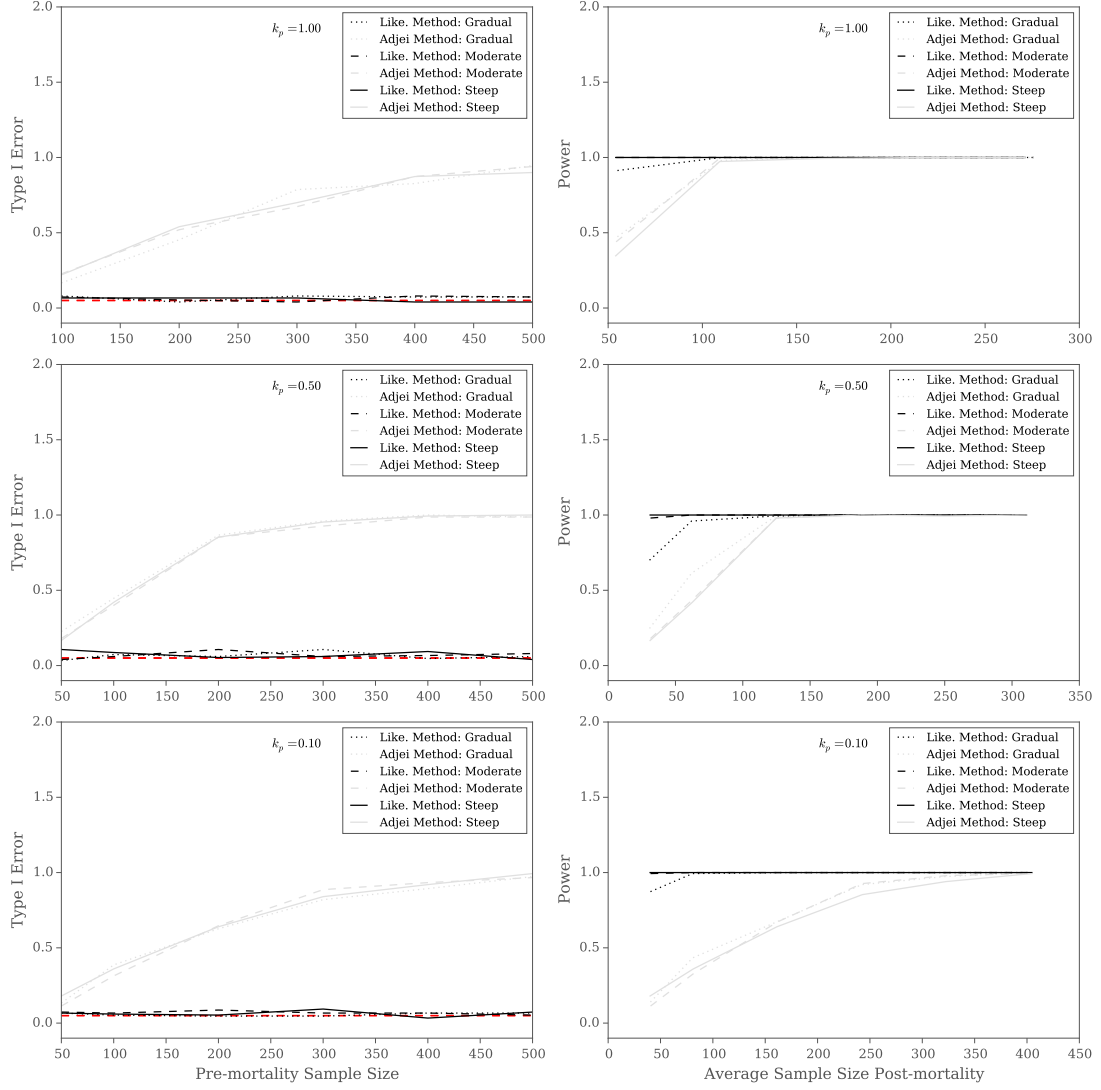 2.0
1.5
1.0
0.5
0.0
Type I Error
k_p =1.00
Like. Method: Gradual
Adjei Method: Gradual
Like. Method: Moderate
Adjei Method: Moderate
Like. Method: Steep
Adjei Method: Steep
100 150 200 250 300 350 400 450 500
2.0
1.5
1.0
0.5
0.0
Power
k_p =1.00
Like. Method: Gradual
Adjei Method: Gradual
Like. Method: Moderate
Adjei Method: Moderate
Like. Method: Steep
Adjei Method: Steep
50 100 150 200 250 300
2.0
1.5
1.0
0.5
0.0
Type I Error
k_p =0.50
Like. Method: Gradual
Adjei Method: Gradual
Like. Method: Moderate
Adjei Method: Moderate
Like. Method: Steep
Adjei Method: Steep
50 100 150 200 250 300 350 400 450 500
2.0
1.5
1.0
0.5
0.0
Power
k_p =0.50
Like. Method: Gradual
Adjei Method: Gradual
Like. Method: Moderate
Adjei Method: Moderate
Like. Method: Steep
Adjei Method: Steep
0 50 100 150 200 250 300 350
2.0
1.5
1.0
0.5
0.0
Type I Error
k_p =0.10
Like. Method: Gradual
Adjei Method: Gradual
Like. Method: Moderate
Adjei Method: Moderate
Like. Method: Steep
Adjei Method: Steep
50 100 150 200 250 300 350 400 450 500
Pre-mortality Sample Size
2.0
1.5
1.0
0.5
0.0
Power
k_p =0.10
Like. Method: Gradual
Adjei Method: Gradual
Like. Method: Moderate
Adjei Method: Moderate
Like. Method: Steep
Adjei Method: Steep
0 50 100 150 200 250 300 350 400 450
Average Sample Size Post-mortality